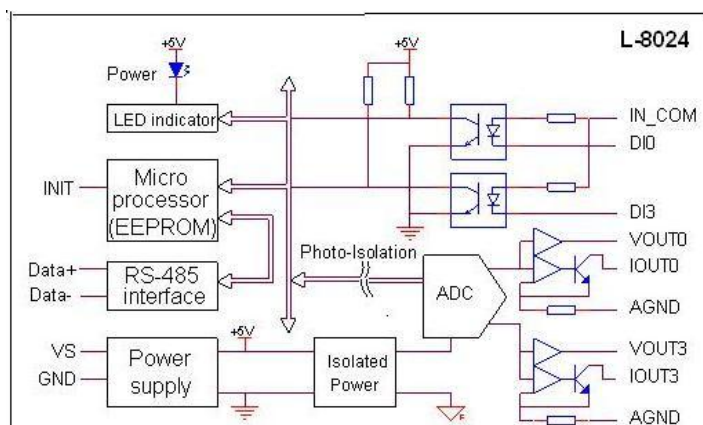 L-8024
+5V
+5V
Power
LED indicator
IN_COM
DI0
INIT
Micro
processor
(EEPROM)
DI3
Photo-Isolation
VOUT0
IOUT0
Data+
Data-
RS-485
interface
ADC
AGND
+5V
VS
GND
Power
supply
Isolated
Power
VOUT3
IOUT3
AGND